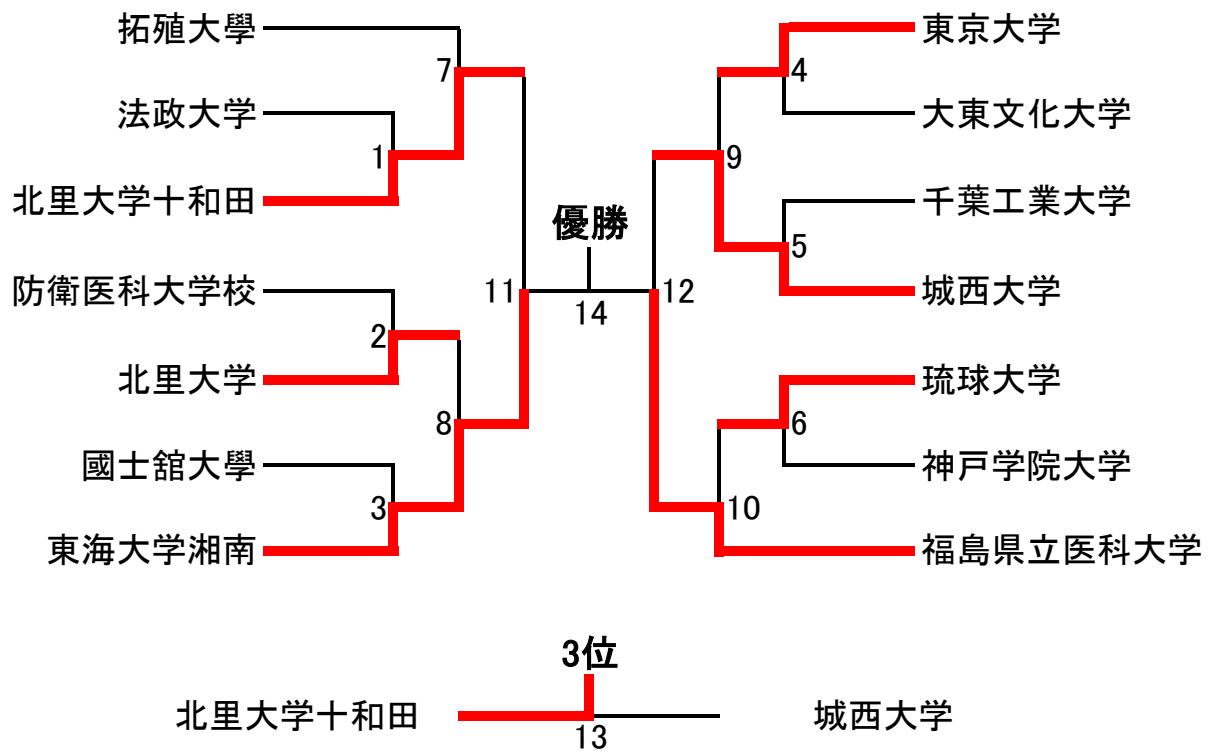 拓殖大學
7
法政大学
1
北里大学十和田
防衛医科大学校
2
北里大学
8
國士舘大學
3
東海大学湘南
11
優勝
14
12
東京大学
4
大東文化大学
9
千葉工業大学
5
城西大学
琉球大学
6
神戸学院大学
10
福島県立医科大学
3位
北里大学十和田
13
城西大学